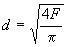 d = √(4F/π)